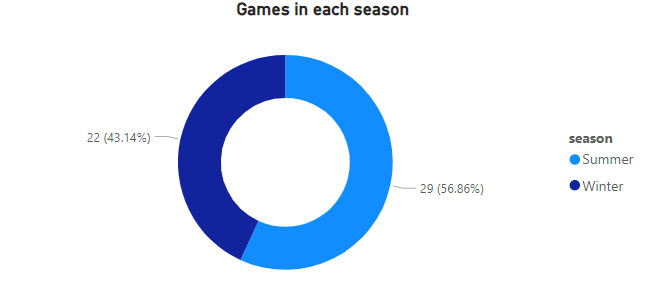 Games in each season
22 (43.14%)
29 (56.86%)
season
Summer
Winter